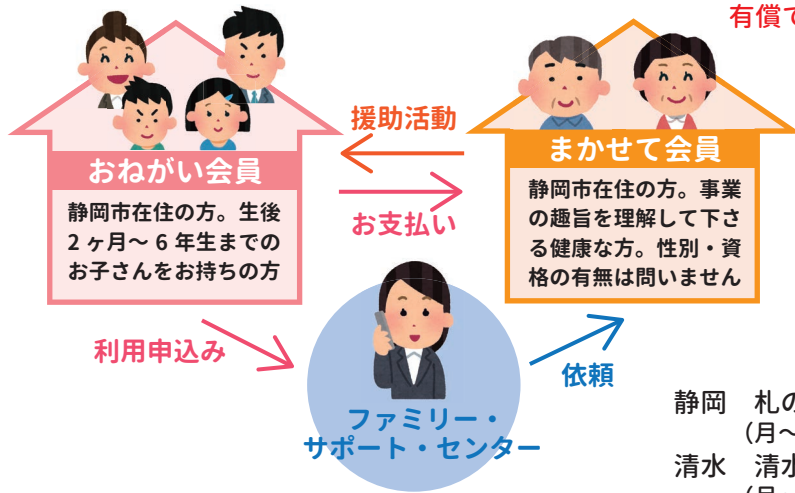 有償で
援助活動
おねがい会員
静岡市在住の方。生後
2ヶ月〜6年生までの
お子さんをお持ちの方
お支払い
まかせて会員
静岡市在住の方。事業
の趣旨を理解して下さ
る健康な方。性別・資
格の有無は問いません
利用申込み
ファミリー・
サポート・センター
依頼
静岡　札の
（月〜
清水　清水